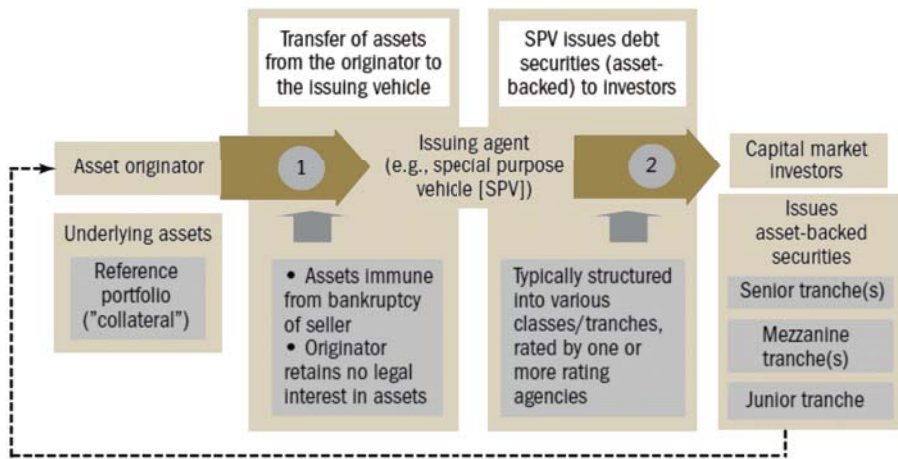 Transfer of assets
from the originator to
the issuing vehicle
SPV issues debt
securities (asset-
backed) to investors
Asset originator
1
Issuing agent
(e.g., special purpose
vehicle [SPV])
2
Capital market
investors
Underlying assets
Reference
portfolio
("collateral")
• Assets immune
from bankruptcy
of seller
• Originator
retains no legal
interest in assets
Typically structured
into various
classes/tranches,
rated by one or
more rating
agencies
Issues
asset-backed
securities
Senior tranche(s)
Mezzanine
tranche(s)
Junior tranche